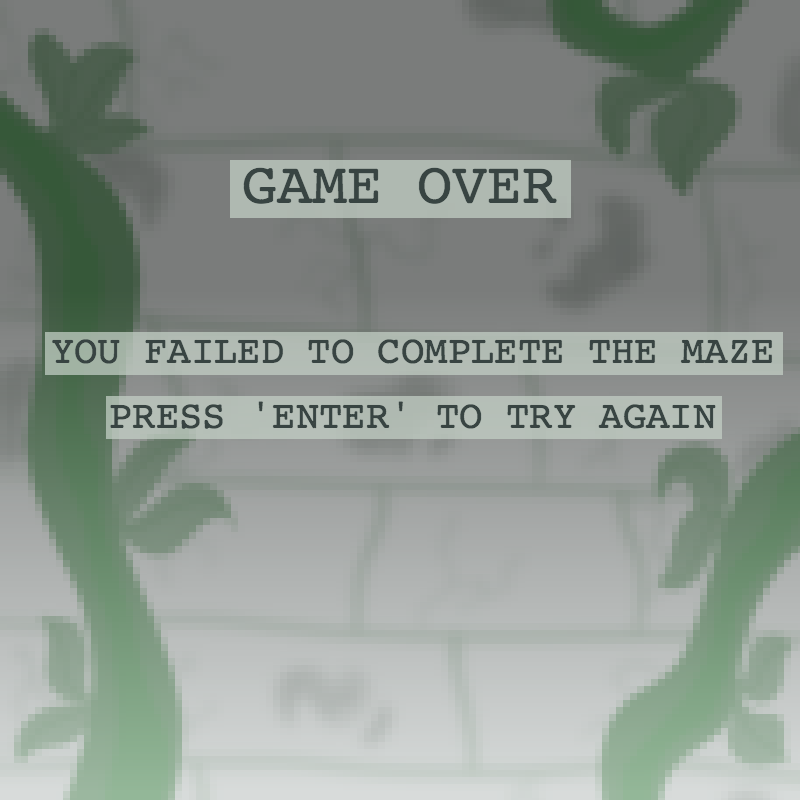 GAME OVER
YOU FAILED TO COMPLETE THE MAZE
PRESS 'ENTER' TO TRY AGAIN